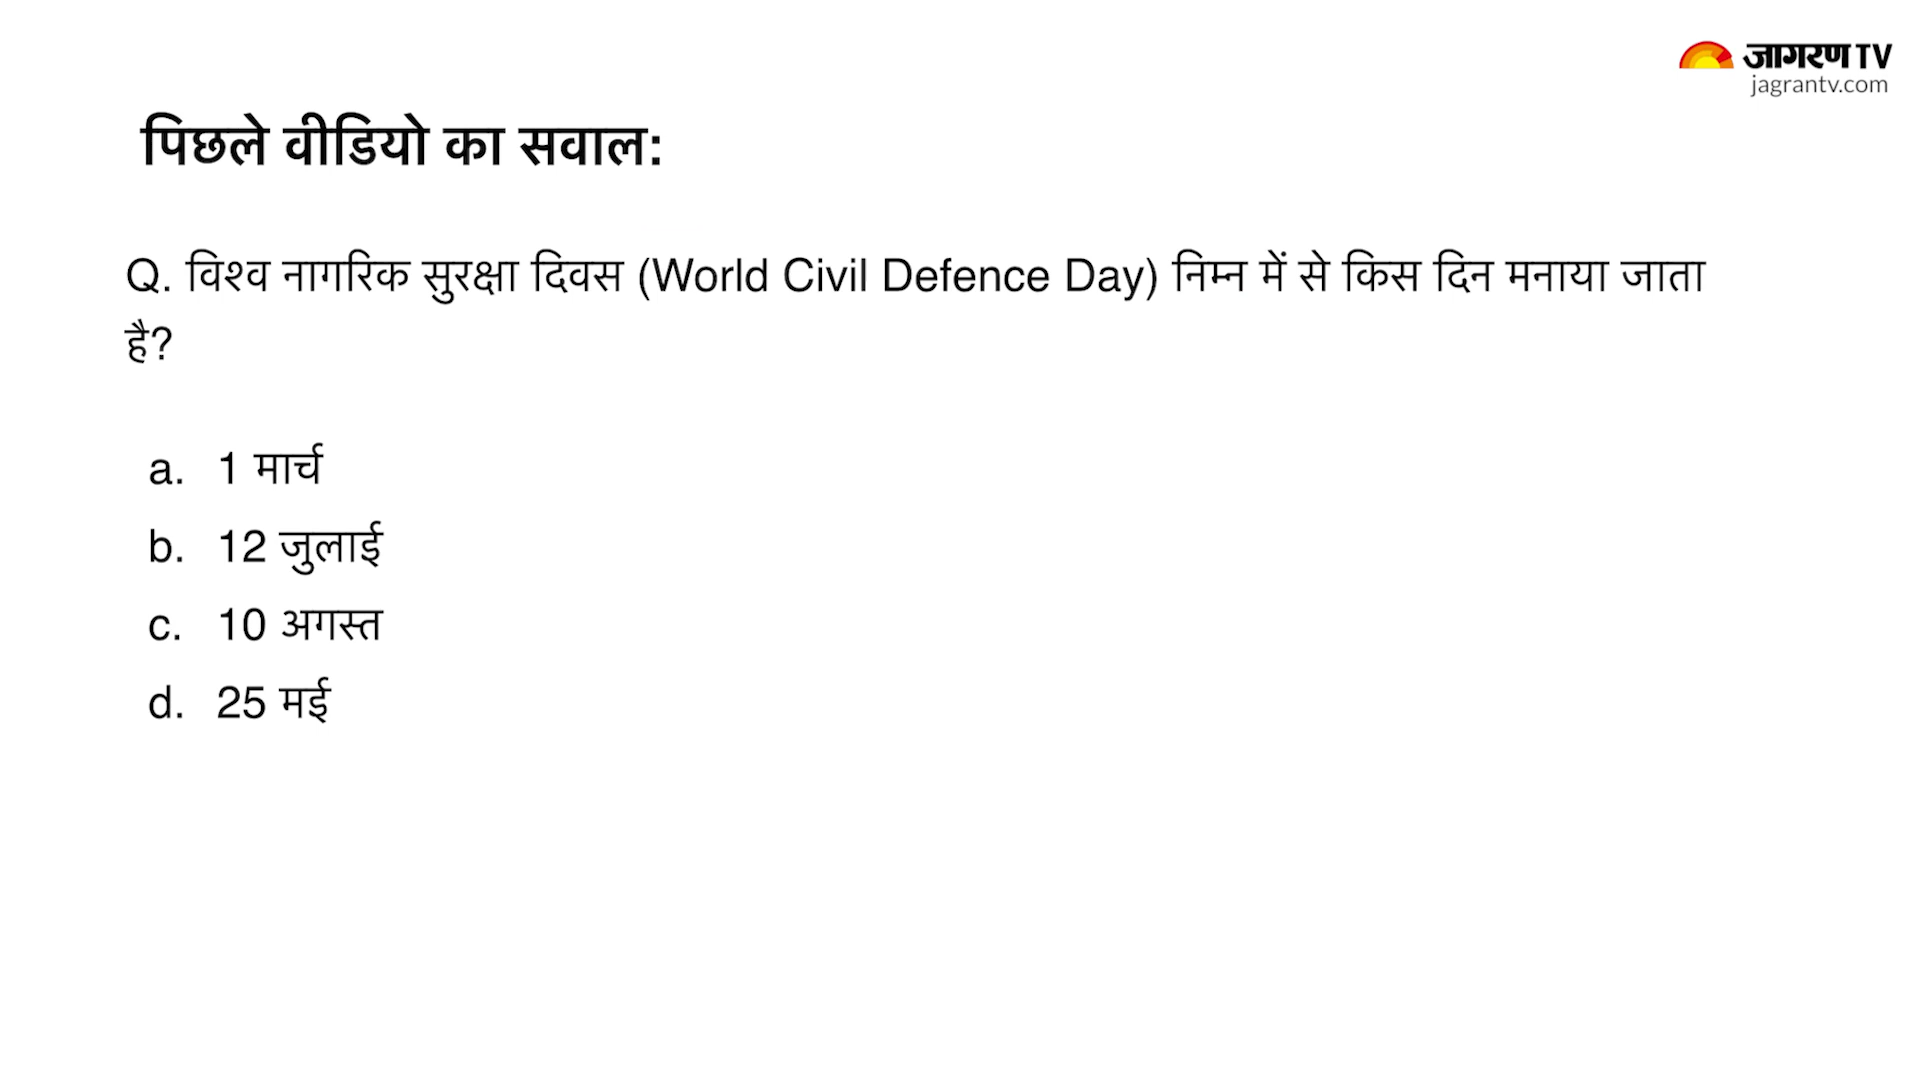 जागरण TV
jagrantv.com
पिछले वीडियो का सवाल:
Q. विश्व नागरिक सुरक्षा दिवस (World Civil Defence Day) निम्न में से किस दिन मनाया जाता
है?
a. 1 मार्च
b. 12 जुलाई
c. 10 अगस्त
d. 25 मई